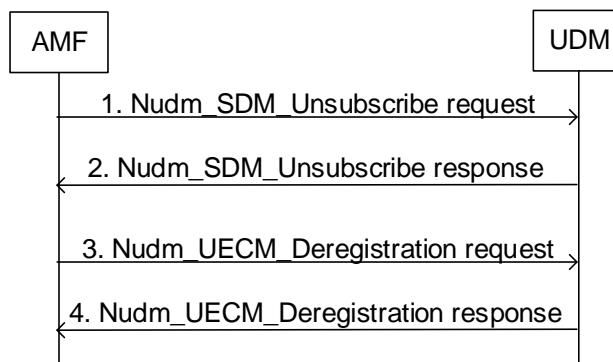 AMF
UDM
1. Nudm_SDM_Unsubscribe request
2. Nudm_SDM_Unsubscribe response
3. Nudm_UECM_Deregistration request
4. Nudm_UECM_Deregistration response